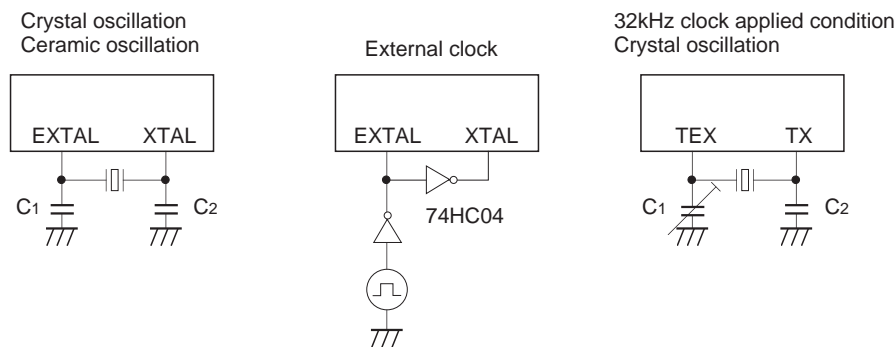 Crystal oscillation
Ceramic oscillation
EXTAL XTAL
C1 C2
External clock
EXTAL XTAL
74HC04
32kHz clock applied condition
Crystal oscillation
TEX TX
C1 C2